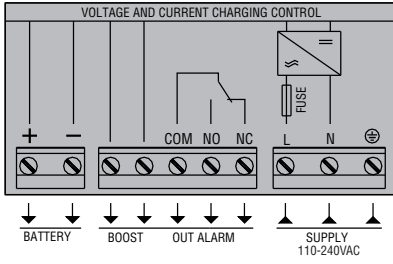 VOLTAGE AND CURRENT CHARGING CONTROL
FUSE
+ − COM NO NC L N
BATTERY BOOST OUT ALARM SUPPLY
110-240VAC